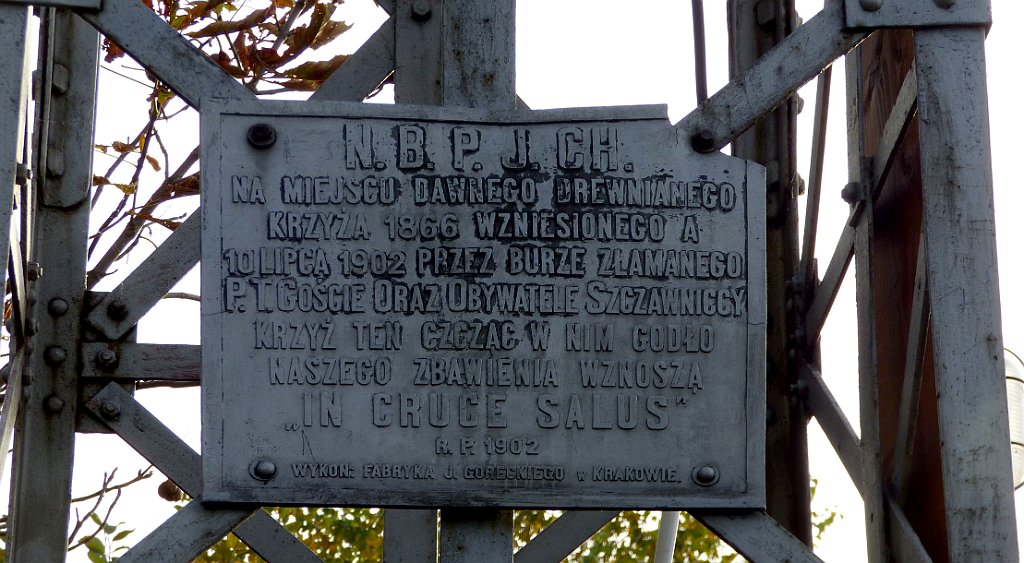 N. B. P. J. CH.
NA MIEJSCU DAWNEGO DREWNIANEGO
KRZYŻA 1866 WZNIESIONEGO A
10 LIPCA 1902 PRZEZ BURZE ZŁAMANEGO
P. T. GOŚCIE ORAZ OBYWATELE SZCZAWNICCY
KRZYŻ TEN CZCZĄC W NIM GODŁO
NASZEGO ZBAWIENIA WZNOSZĄ
„IN CRUCE SALUS”
R. P. 1902
WYKON: FABRYKA J. GORECKIEGO W KRAKOWIE.